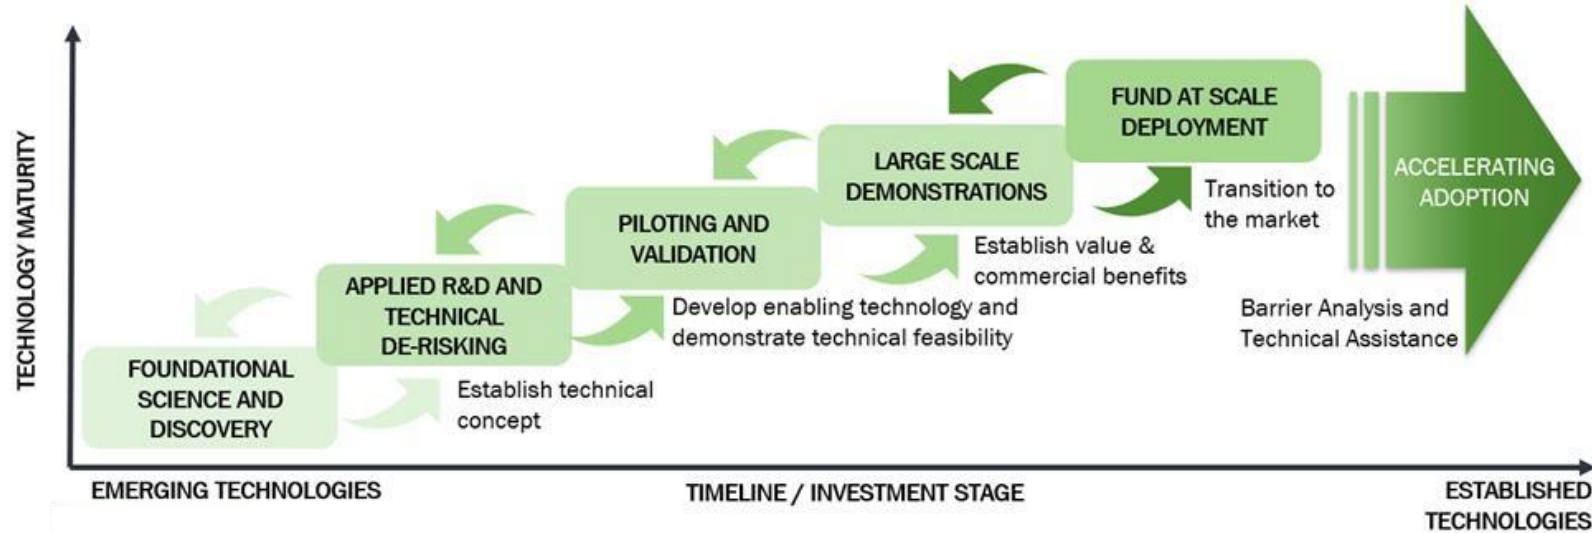 TECHNOLOGY MATURITY
FOUNDATIONAL
SCIENCE AND
DISCOVERY
Establish technical
concept
APPLIED R&D AND
TECHNICAL
DE-RISKING
Develop enabling technology and
demonstrate technical feasibility
PILOTING AND
VALIDATION
Establish value &
commercial benefits
LARGE SCALE
DEMONSTRATIONS
Transition to
the market
FUND AT SCALE
DEPLOYMENT
ACCELERATING
ADOPTION
Barrier Analysis and
Technical Assistance
EMERGING TECHNOLOGIES
TIMELINE / INVESTMENT STAGE
ESTABLISHED
TECHNOLOGIES